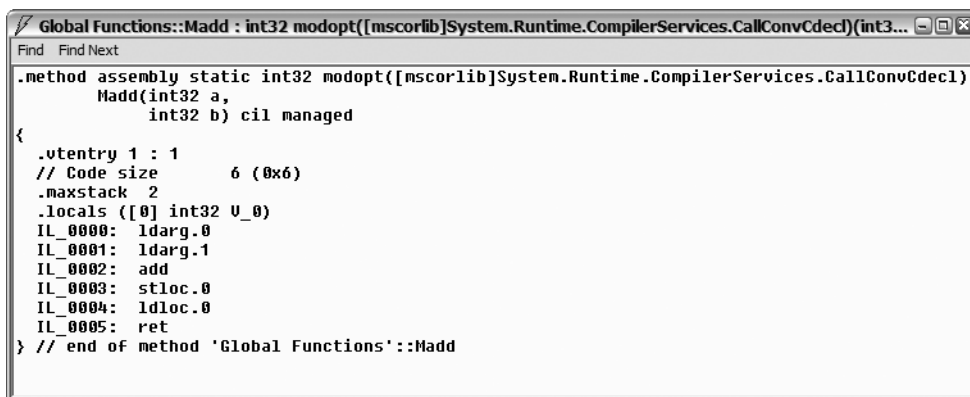 Global Functions::Madd : int32 modopt([mscorlib]System.Runtime.CompilerServices.CallConvCdecl)(int3...
Find Find Next
.method assembly static int32 modopt([mscorlib]System.Runtime.CompilerServices.CallConvCdecl)
        Madd(int32 a,
             int32 b) cil managed
{
  .vtentry 1 : 1
  // Code size       6 (0x6)
  .maxstack  2
  .locals ([0] int32 V_0)
  IL_0000:  ldarg.0
  IL_0001:  ldarg.1
  IL_0002:  add
  IL_0003:  stloc.0
  IL_0004:  ldloc.0
  IL_0005:  ret
} // end of method 'Global Functions'::Madd